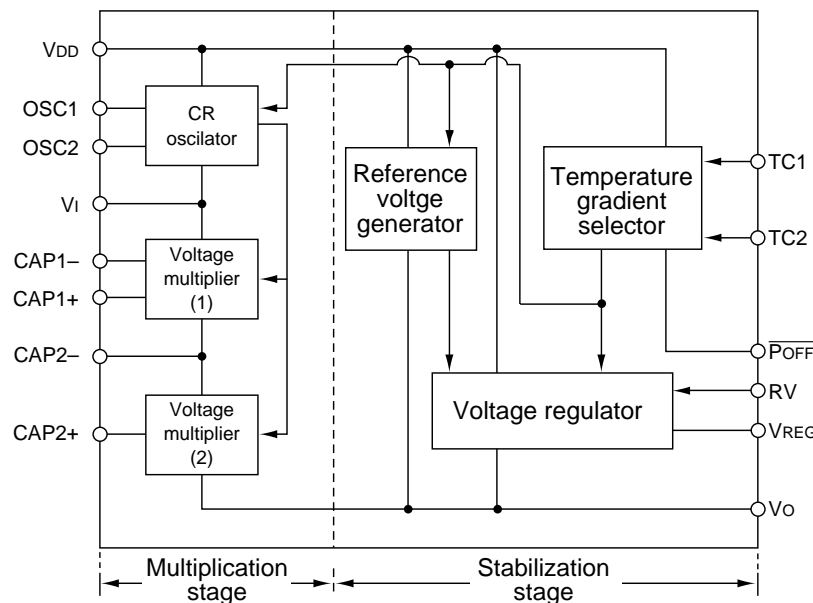 VDD
OSC1
OSC2
VI
CAP1–
CAP1+
CAP2–
CAP2+
CR
oscilator
Voltage
multiplier
(1)
Voltage
multiplier
(2)
Reference
voltge
generator
Temperature
gradient
selector
Voltage regulator
TC1
TC2
POFF
RV
VREG
VO
Multiplication
stage
Stabilization
stage